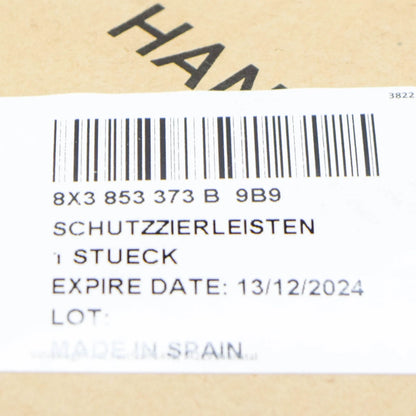 HAN
3822
8X3 853 373 B 9B9
SCHUTZZIERLEISTEN
1 STUECK
EXPIRE DATE: 13/12/2024
LOT:
MADE IN SPAIN